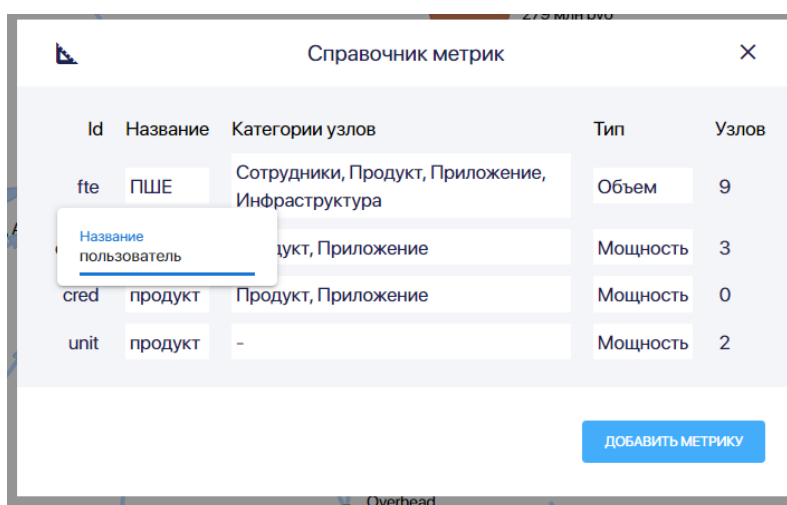 279 млн руб
Справочник метрик
Id Название Категории узлов Тип Узлов
fte ПШЕ Сотрудники, Продукт, Приложение, Инфраструктура Объем 9
Название
пользователь
Приложение Мощность 3
cred продукт Продукт, Приложение Мощность 0
unit продукт - Мощность 2
ДОБАВИТЬ МЕТРИКУ
Overhead